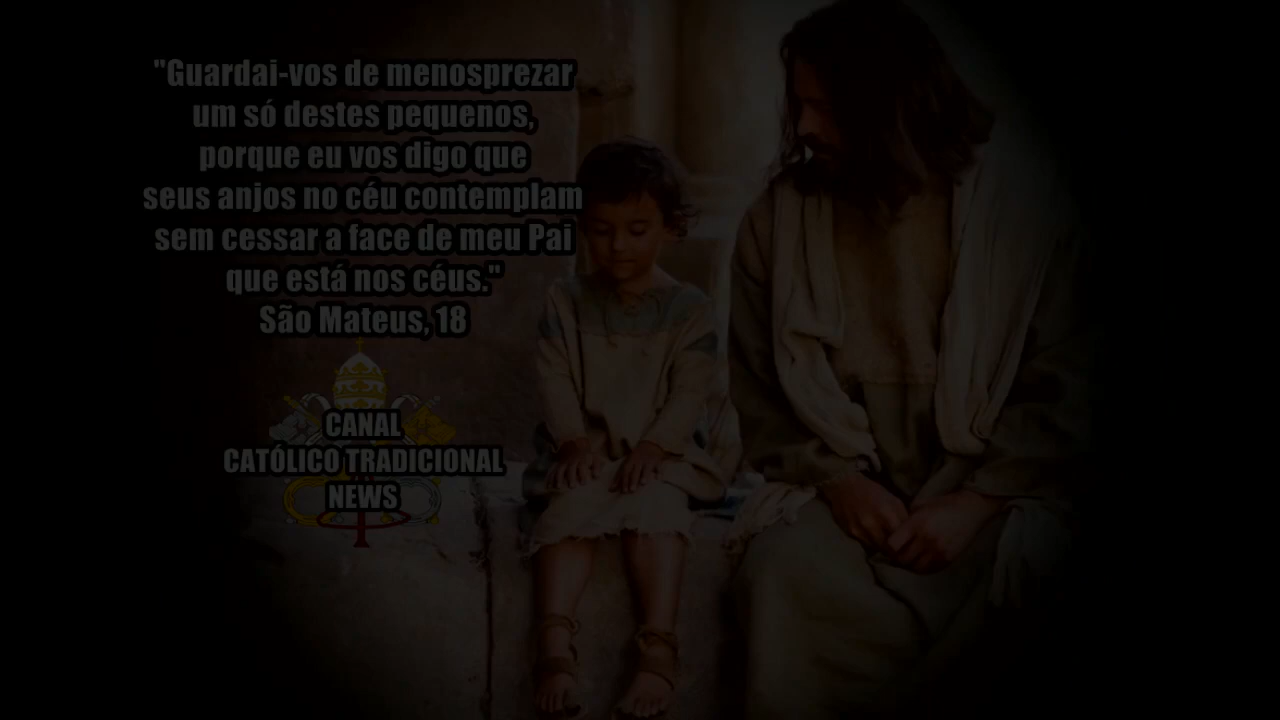 "Guardai-vos de menosprezar
um só destes pequenos,
porque eu vos digo que
seus anjos no céu contemplam
sem cessar a face de meu Pai
que está nos céus."
São Mateus, 18
CANAL
CATÓLICO TRADICIONAL
NEWS